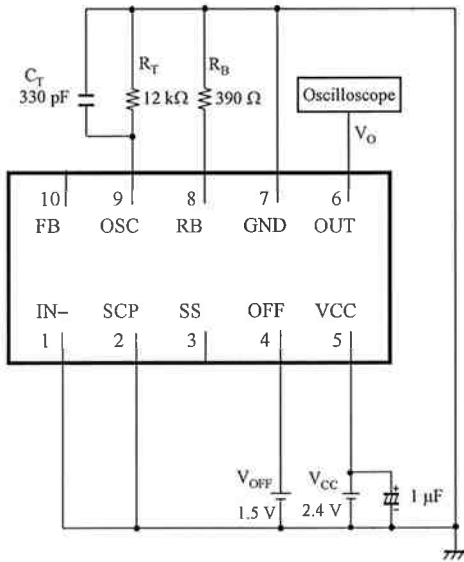 C_T
330 pF
R_T
12 kΩ
R_B
390 Ω
Oscilloscope
V_O
10 9 8 7 6
FB OSC RB GND OUT
IN− SCP SS OFF VCC
1 2 3 4 5
V_OFF
1.5 V
V_CC
2.4 V
+
−
1 μF